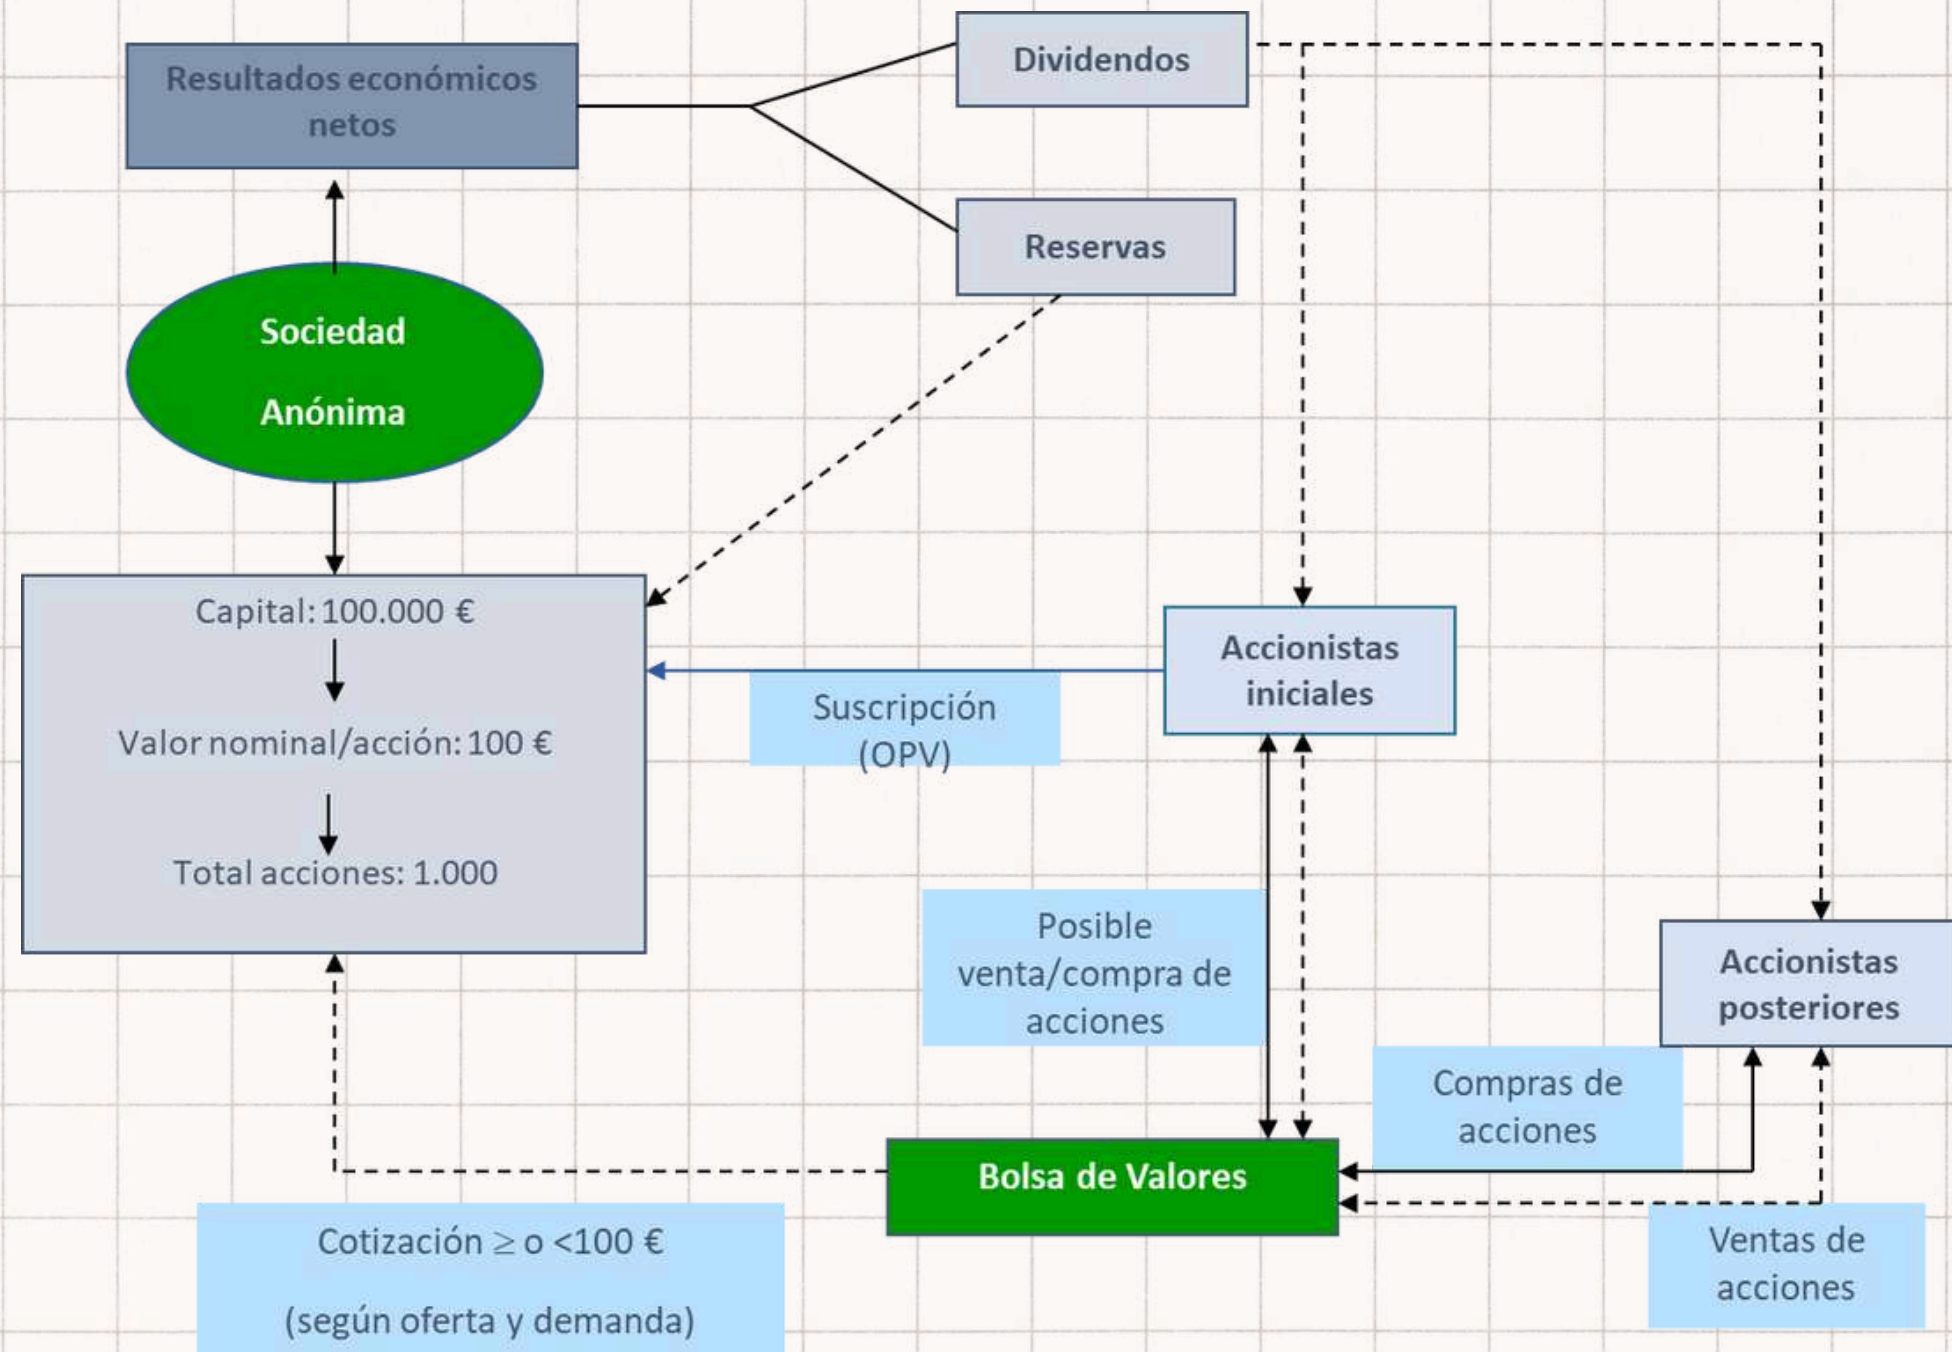 Resultados económicos
netos
Dividendos
Reservas
Sociedad
Anónima
Capital: 100.000 €
Valor nominal/acción: 100 €
Total acciones: 1.000
Suscripción
(OPV)
Accionistas
iniciales
Posible
venta/compra de
acciones
Accionistas
posteriores
Compras de
acciones
Bolsa de Valores
Ventas de
acciones
Cotización ≥ o <100 €
(según oferta y demanda)